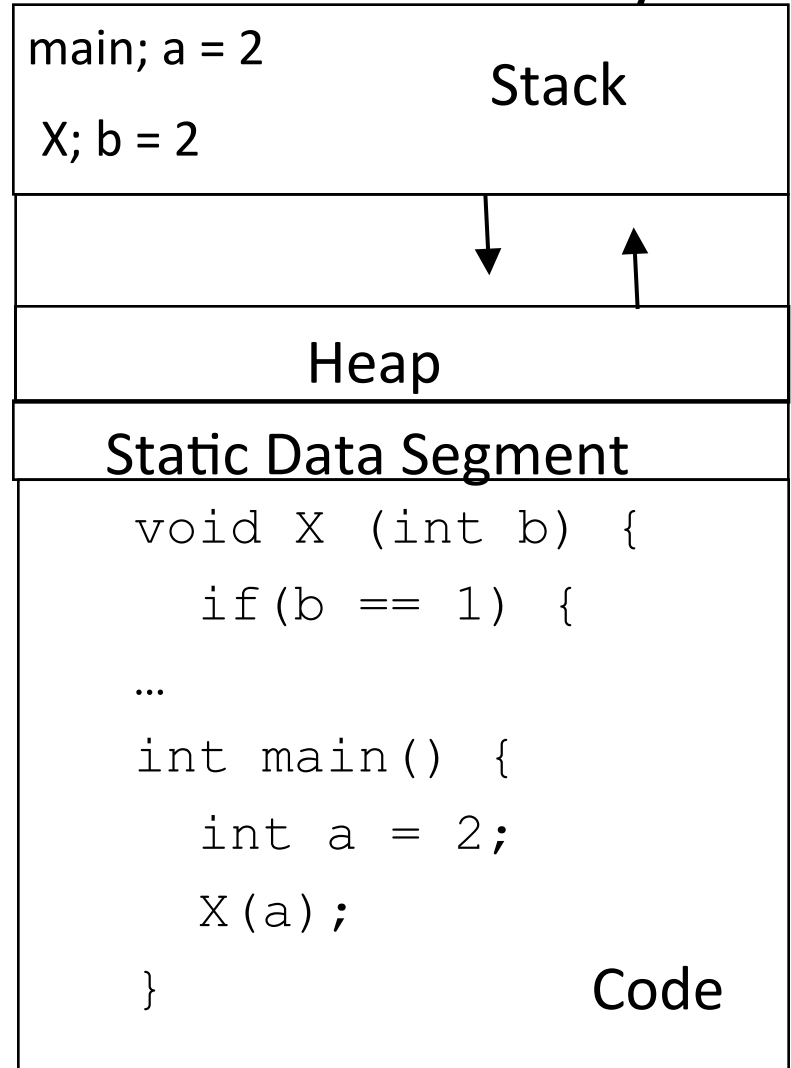 main; a = 2
Stack
X; b = 2
Heap
Static Data Segment
void X (int b) {
if(b == 1) {
…
int main() {
int a = 2;
X(a);
}
Code